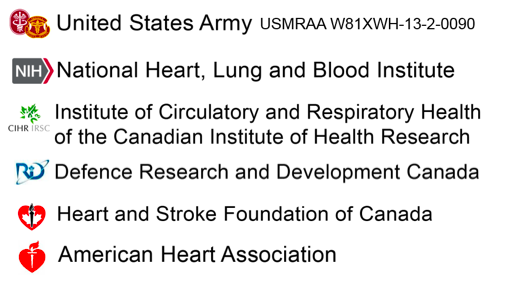 United States Army USMRAA W81XWH-13-2-0090
NIH National Heart, Lung and Blood Institute
Institute of Circulatory and Respiratory Health
CIHR IRSC of the Canadian Institute of Health Research
Defence Research and Development Canada
Heart and Stroke Foundation of Canada
American Heart Association